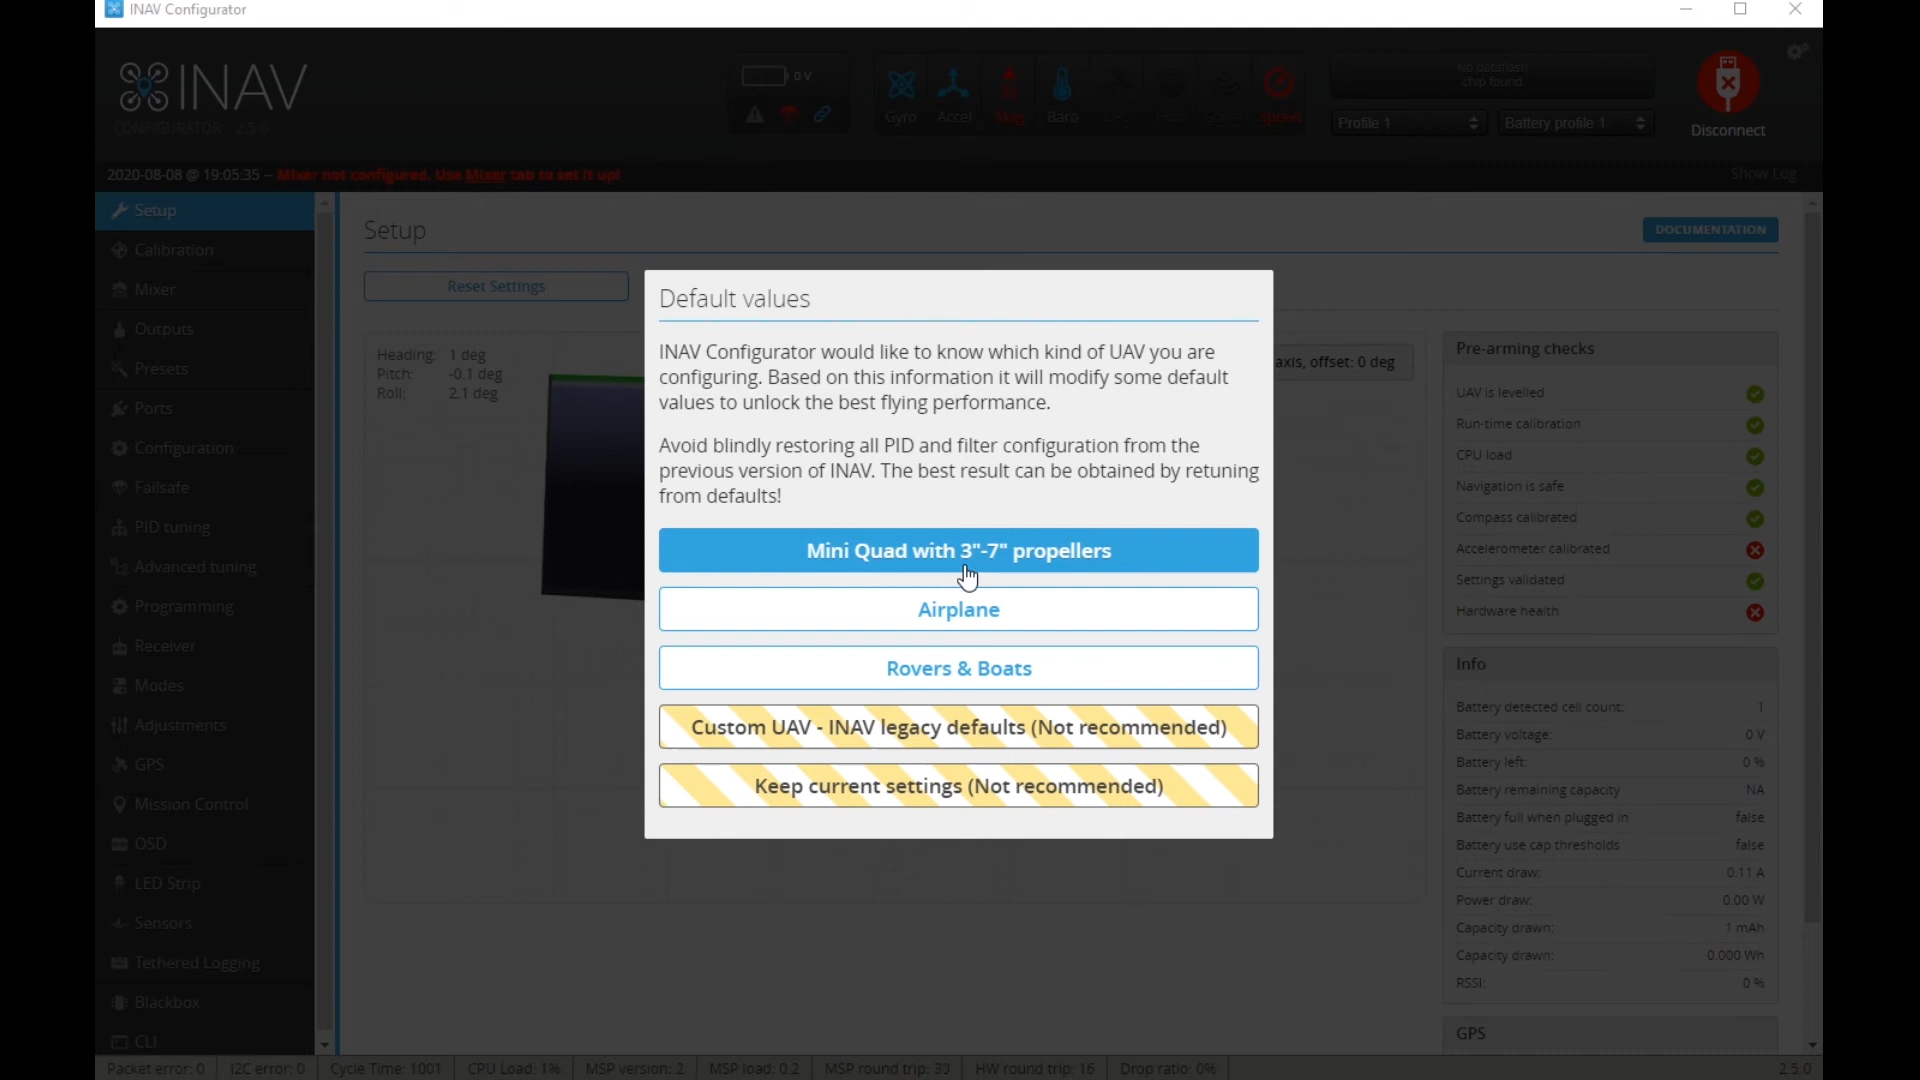 INAV Configurator
INAV
CONFIGURATOR 2.5.0
0 V
Gyro
Accel
Mag
Baro
Speed
No dataflash
chip found
Profile 1
Battery profile 1
Disconnect
2020-08-08 @ 19:05:35 -- Mixer not configured. Use Mixer tab to set it up!
Show Log
Setup
Calibration
Mixer
Outputs
Presets
Ports
Configuration
Failsafe
PID tuning
Advanced tuning
Programming
Receiver
Modes
Adjustments
GPS
Mission Control
OSD
LED Strip
Sensors
Tethered Logging
Blackbox
CLI
Setup
DOCUMENTATION
Reset Settings
Heading: 1 deg
Pitch: -0.1 deg
Roll: 2.1 deg
axis, offset: 0 deg
Default values
INAV Configurator would like to know which kind of UAV you are
configuring. Based on this information it will modify some default
values to unlock the best flying performance.
Avoid blindly restoring all PID and filter configuration from the
previous version of INAV. The best result can be obtained by retuning
from defaults!
Mini Quad with 3"-7" propellers
Airplane
Rovers & Boats
Custom UAV - INAV legacy defaults (Not recommended)
Keep current settings (Not recommended)
Pre-arming checks
UAV is levelled
Run-time calibration
CPU load
Navigation is safe
Compass calibrated
Accelerometer calibrated
Settings validated
Hardware health
Info
Battery detected cell count: 1
Battery voltage: 0 V
Battery left: 0 %
Battery remaining capacity NA
Battery full when plugged in false
Battery use cap thresholds false
Current draw: 0.11 A
Power draw: 0.00 W
Capacity drawn: 1 mAh
Capacity drawn: 0.000 Wh
RSSI: 0 %
GPS
Packet error: 0
I2C error: 0
Cycle Time: 1001
CPU Load: 1%
MSP version: 2
MSP load: 0.2
MSP round trip: 30
HW round trip: 16
Drop ratio: 0%
2.5.0